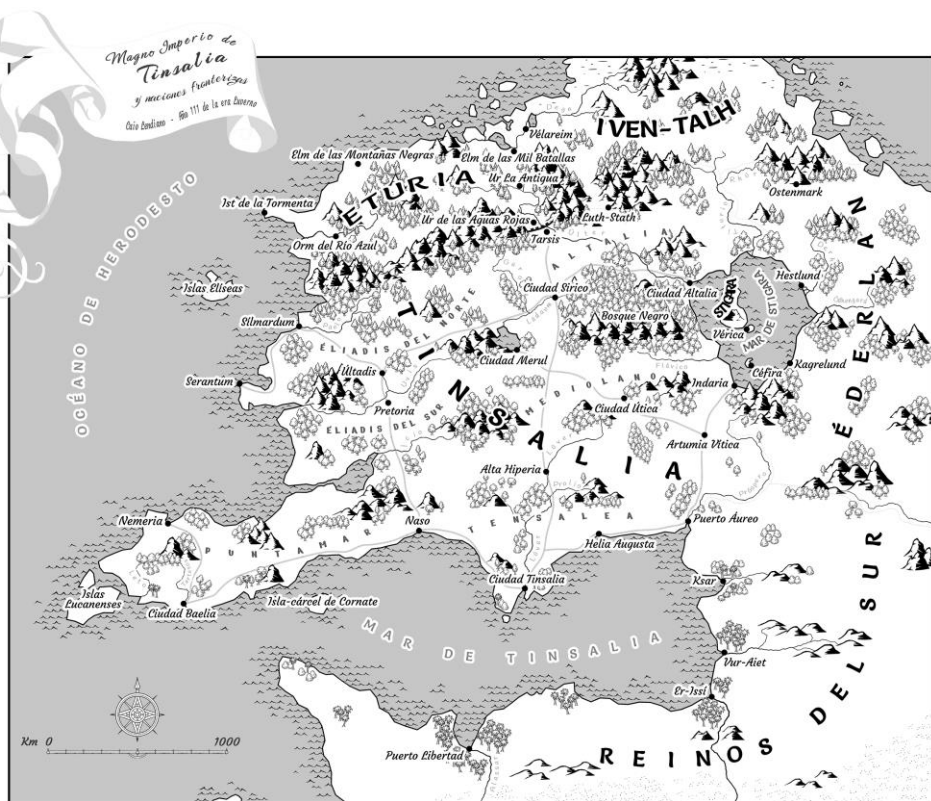 Magno Imperio de
Tinsalia
y naciones fronterizas
IVEN-TALH
Vélareim
Elm de las Montañas Negras
Elm de las Mil Batallas
Ur La Antigua
Ostenmark
ETURIA
Ist de la Tormenta
Ur de las Aguas Rojas
Luth-Stath
Tarsis
Orm del Río Azul
ALTALIA
OCÉANO DE HERODESTO
Islas Elíseas
Ciudad Sírico
Ciudad Altalia
STIGARA
MAR DE STIGARA
Hestlund
Silmardum
Bosque Negro
Vérica
ÉLIADIS DEL NORTE
Ciudad Merul
Céfira
Kagrelund
Serantum
Últadis
Indaria
MEDIOLANO
Pretoria
Ciudad Útica
ÉLIADIS DEL SUR
Artumia Vítica
TINSALIA
ÉDERLAN
Alta Hiperia
Nemeria
Naso
TENSALEA
Puerto Áureo
PUNTAMAR
Helia Augusta
Ciudad Tinsalia
Ksar
Islas
Lucanenses
Ciudad Baelia
Isla-cárcel de Cornate
MAR DE TINSALIA
Vur-Aiet
Er-Issi
Km 0 1000
Puerto Libertad
REINOS DEL SUR